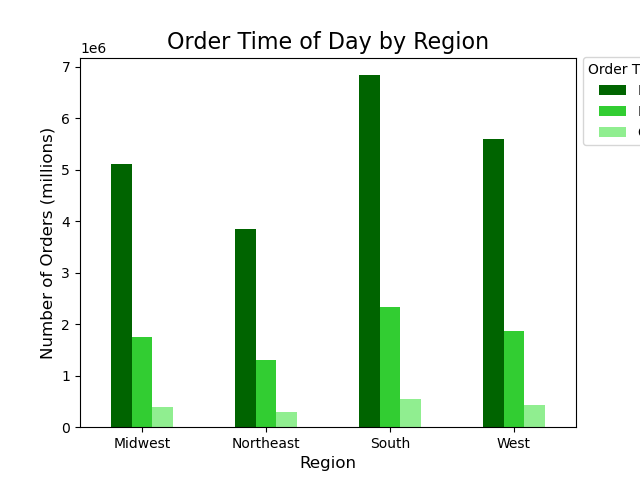 Order Time of Day by Region
1e6
7
6
5
4
3
2
1
0
Number of Orders (millions)
Midwest Northeast South West
Region
Order